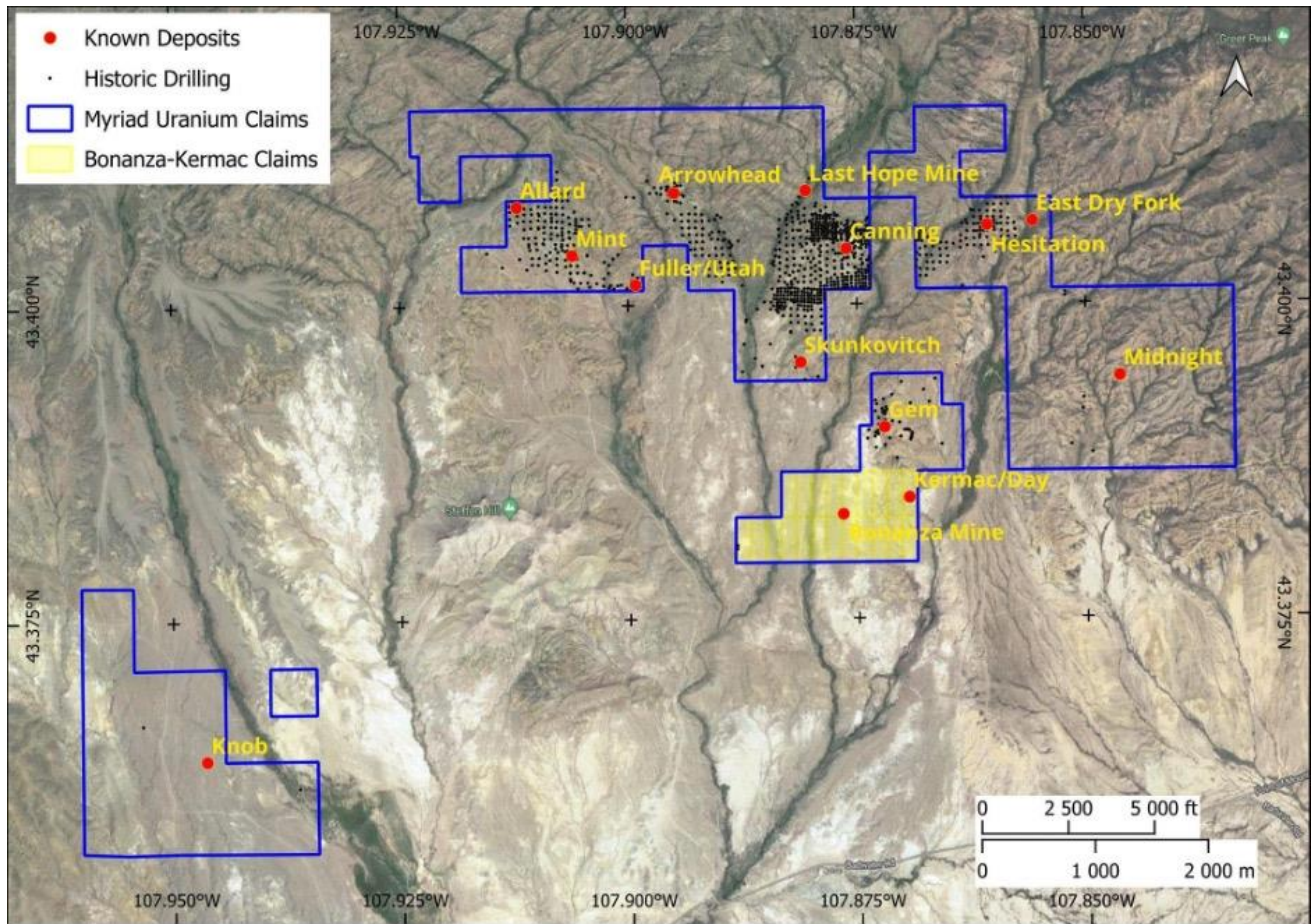 Known Deposits
Historic Drilling
Myriad Uranium Claims
Bonanza-Kermac Claims
107.925°W
107.900°W
107.875°W
107.850°W
Greer Peak
Allard
Arrowhead
Last Hope Mine
East Dry Fork
Mint
Canning
Hesitation
Fuller/Utah
43.400°N
43.400°N
Skunkovitch
Midnight
Gem
Kermac/Day
Bonanza Mine
43.375°N
43.375°N
Knob
0 2 500 5 000 ft
0 1 000 2 000 m
107.950°W
107.925°W
107.900°W
107.875°W
107.850°W